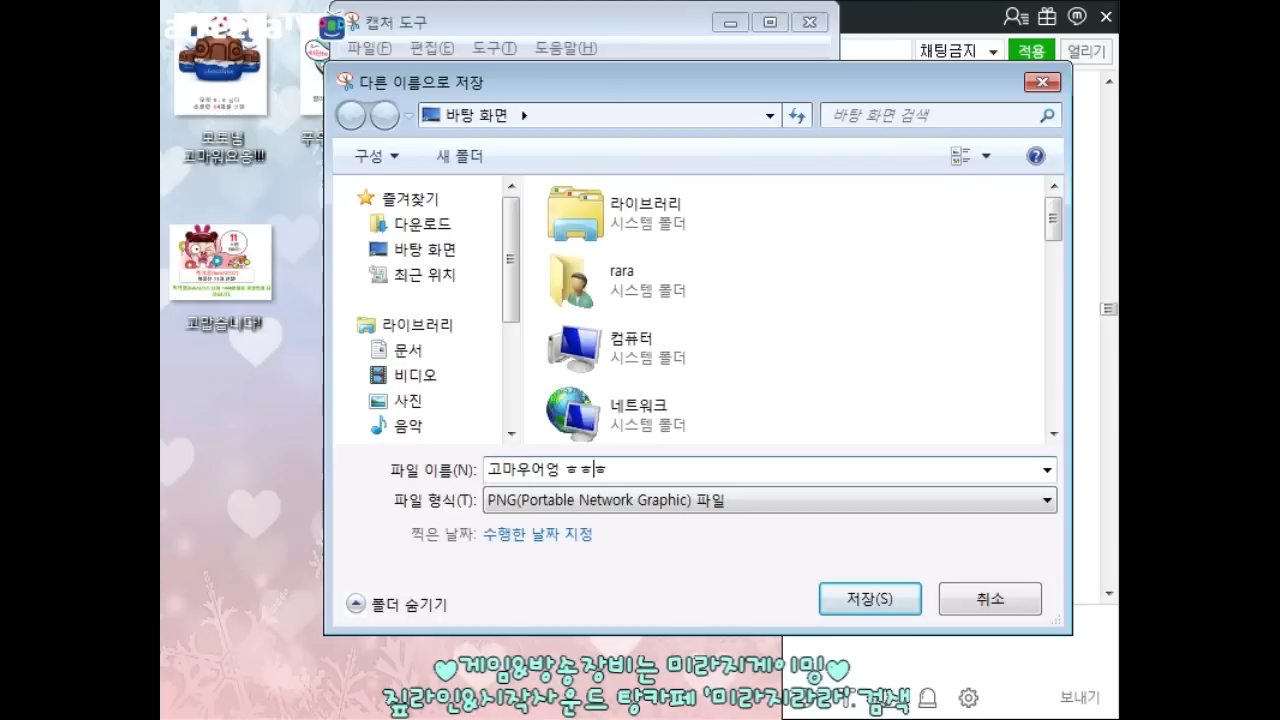 캡처 도구
파일(F) 편집(E) 도구(T) 도움말(H)
채팅금지 적용 얼리기
다른 이름으로 저장
바탕 화면
바탕 화면 검색
구성 새 폴더
chocolate
고마워요용!!!
즐겨찾기
다운로드
바탕 화면
최근 위치
라이브러리
문서
비디오
사진
음악
라이브러리
시스템 폴더
rara
시스템 폴더
컴퓨터
시스템 폴더
네트워크
시스템 폴더
11
고맙습니다!
파일 이름(N): 고마우어엉 ㅎㅎㅎ
파일 형식(T): PNG(Portable Network Graphic) 파일
찍은 날짜: 수행한 날짜 지정
폴더 숨기기
저장(S) 취소
게임&방송장비는 미라지게이밍
짚라인&시작사운드 탕카페 '미라지라라' 검색
보내기